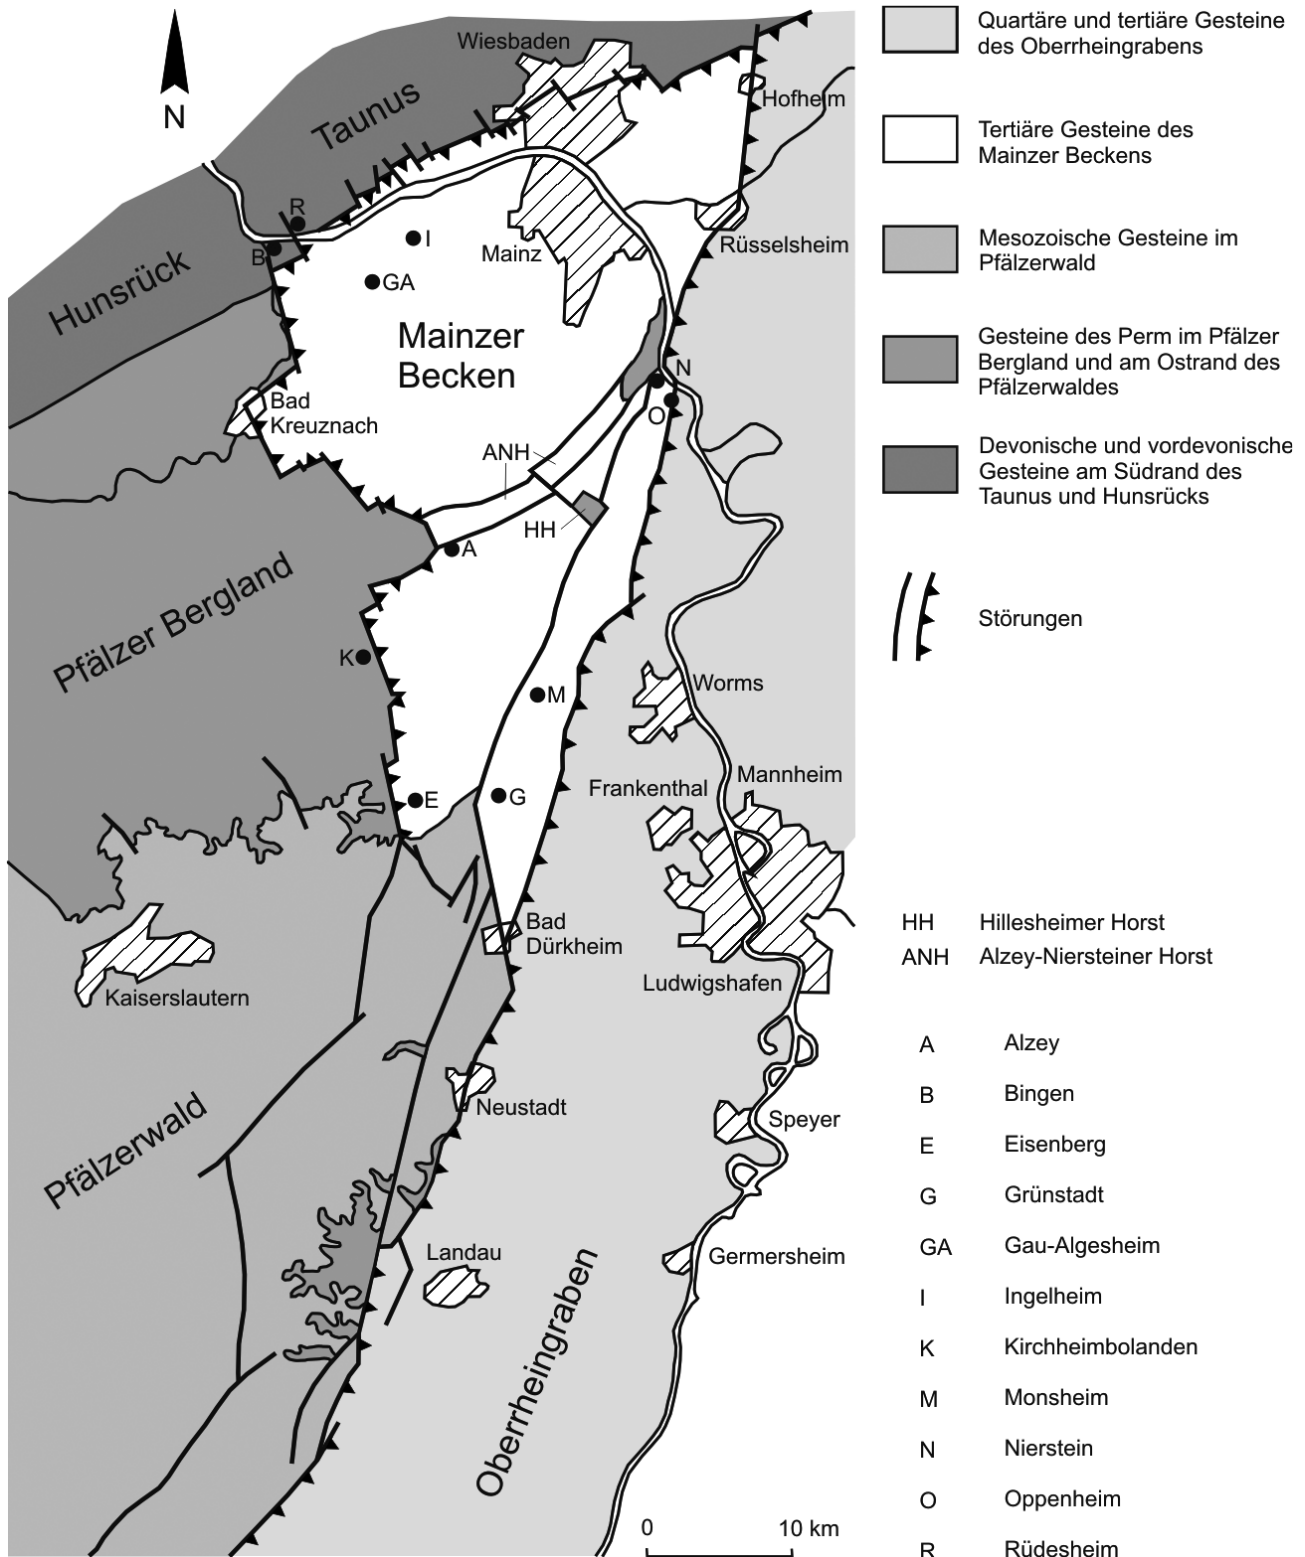 N
Wiesbaden
Taunus
Hofheim
R
B
I
GA
Mainz
Rüsselsheim
Hunsrück
Mainzer
Becken
N
O
Bad
Kreuznach
ANH
HH
A
Pfälzer Bergland
K
M
Worms
E
G
Frankenthal
Mannheim
Bad
Dürkheim
Ludwigshafen
Kaiserslautern
Neustadt
Speyer
Pfälzerwald
Landau
Germersheim
Oberrheingraben
0 10 km
Quartäre und tertiäre Gesteine
des Oberrheingrabens
Tertiäre Gesteine des
Mainzer Beckens
Mesozoische Gesteine im
Pfälzerwald
Gesteine des Perm im Pfälzer
Bergland und am Ostrand des
Pfälzerwaldes
Devonische und vordevonische
Gesteine am Südrand des
Taunus und Hunsrücks
Störungen
HH Hillesheimer Horst
ANH Alzey-Niersteiner Horst
A Alzey
B Bingen
E Eisenberg
G Grünstadt
GA Gau-Algesheim
I Ingelheim
K Kirchheimbolanden
M Monsheim
N Nierstein
O Oppenheim
R Rüdesheim